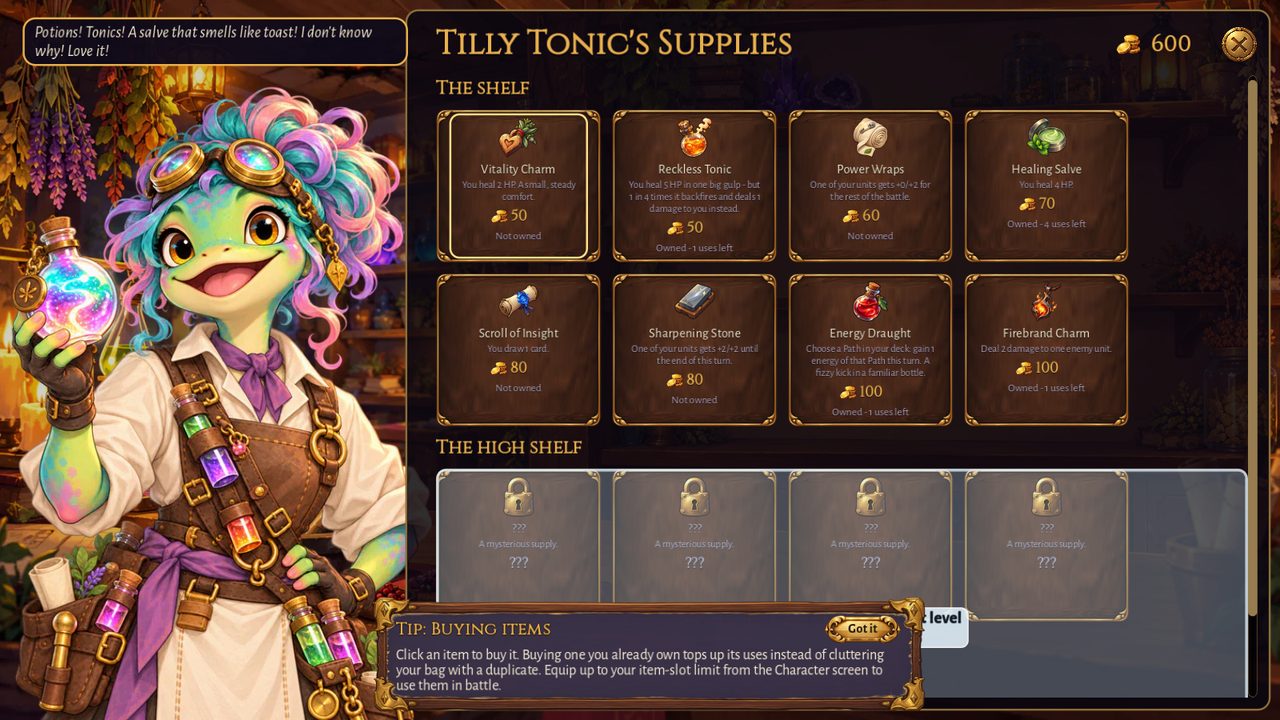 Potions! Tonics! A salve that smells like toast! I don't know
why! Love it!
Tilly Tonic's Supplies
600
The Shelf
Vitality Charm
You heal 2 HP. A small, steady
comfort.
50
Not owned
Reckless Tonic
You heal 5 HP in one big gulp - but
1 in 4 times it backfires and deals 1
damage to you instead.
50
Owned - 1 uses left
Power Wraps
One of your units gets +0/+2 for
the rest of the battle.
60
Not owned
Healing Salve
You heal 4 HP.
70
Owned - 4 uses left
Scroll of Insight
You draw 1 card.
80
Not owned
Sharpening Stone
One of your units gets +2/+2 until
the end of this turn.
80
Not owned
Energy Draught
Choose a Path in your deck: gain 1
energy of that Path this turn. A
fizzy kick in a familiar bottle.
100
Owned - 1 uses left
Firebrand Charm
Deal 2 damage to one enemy unit.
100
Owned - 1 uses left
The High Shelf
???
A mysterious supply.
???
???
A mysterious supply.
???
???
A mysterious supply.
???
???
A mysterious supply.
???
level
Tip: Buying items
Got it
Click an item to buy it. Buying one you already own tops up its uses instead of cluttering
your bag with a duplicate. Equip up to your item-slot limit from the Character screen to
use them in battle.